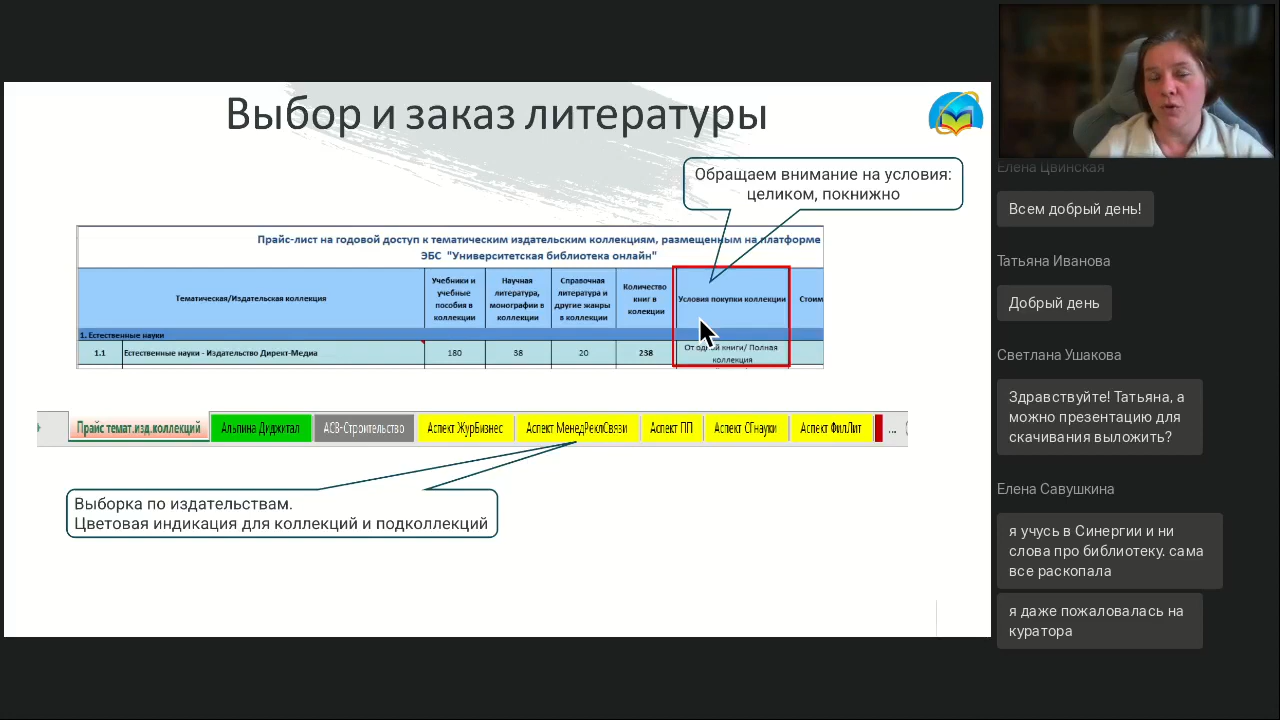 Выбор и заказ литературы
Обращаем внимание на условия:
целиком, покнижно
Прайс-лист на годовой доступ к тематическим издательским коллекциям, размещенным на платформе
ЭБС "Университетская библиотека онлайн"
Тематическая/Издательская коллекция
Учебники и
учебные
пособия в
коллекции
Научная
литература,
монографии в
коллекции
Справочная
литература и
другие жанры
в коллекции
Количество
книг в
колекции
Условия покупки коллекции
Стоим
1. Естественные науки
1.1 Естественные науки - Издательство Директ-Медиа 180 38 20 238
От одной книги/ Полная
коллекция
Прайс темат.изд.коллекций Альпина Диджитал АСВ-Строительство Аспект ЖурБизнес Аспект МенедРеклСвязи Аспект ПП Аспект СГнауки Аспект ФилЛит ...
Выборка по издательствам.
Цветовая индикация для коллекций и подколлекций
Елена Цвинская
Всем добрый день!
Татьяна Иванова
Добрый день
Светлана Ушакова
Здравствуйте! Татьяна, а
можно презентацию для
скачивания выложить?
Елена Савушкина
я учусь в Синергии и ни
слова про библиотеку. сама
все раскопала
я даже пожаловалась на
куратора